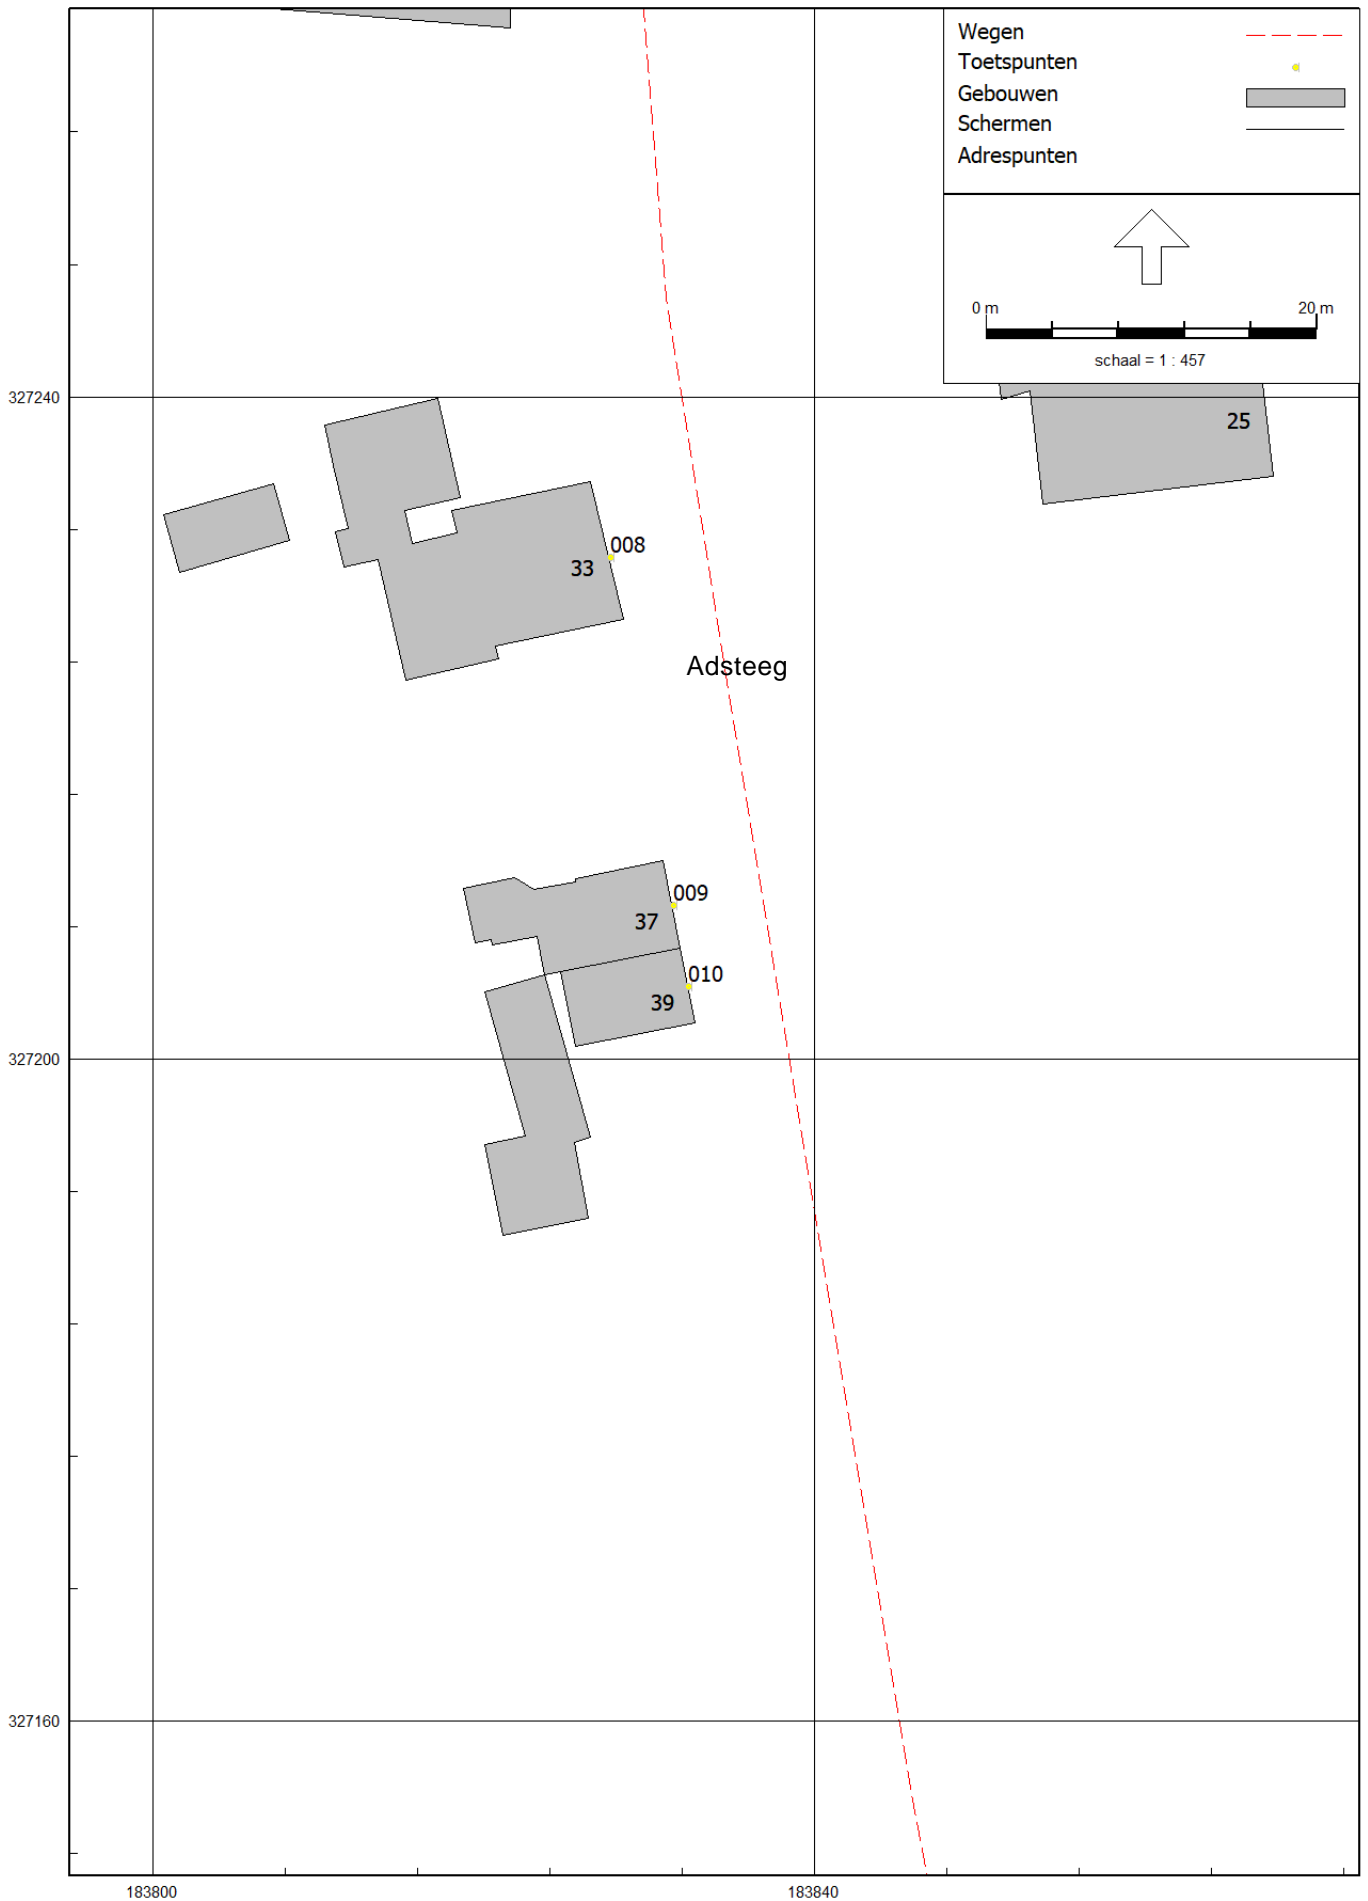 Wegen
Toetspunten
Gebouwen
Schermen
Adrespunten
0 m 20 m
schaal = 1 : 457
327240
25
008
33
Adsteeg
009
37
010
39
327200
327160
183800 183840